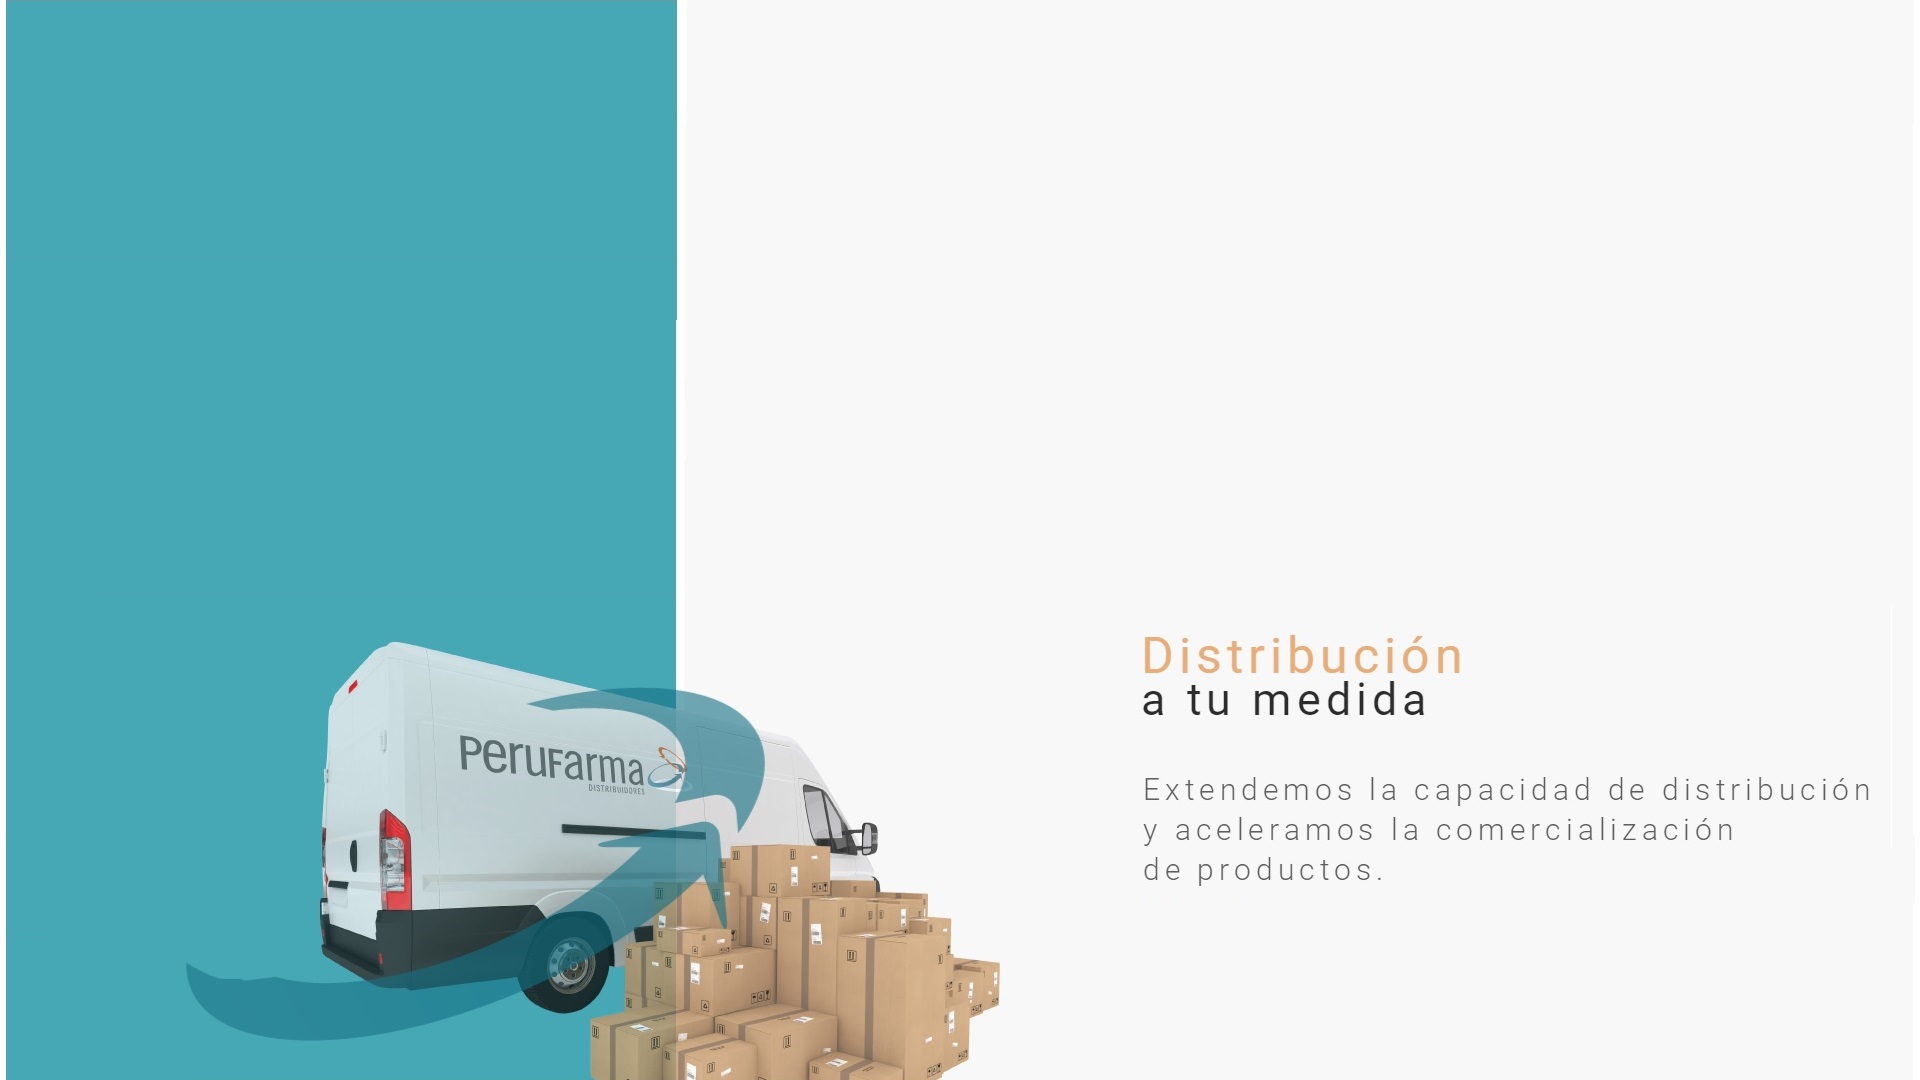 PeruFarma
DISTRIBUIDORES
Distribución
a tu medida
Extendemos la capacidad de distribución
y aceleramos la comercialización
de productos.